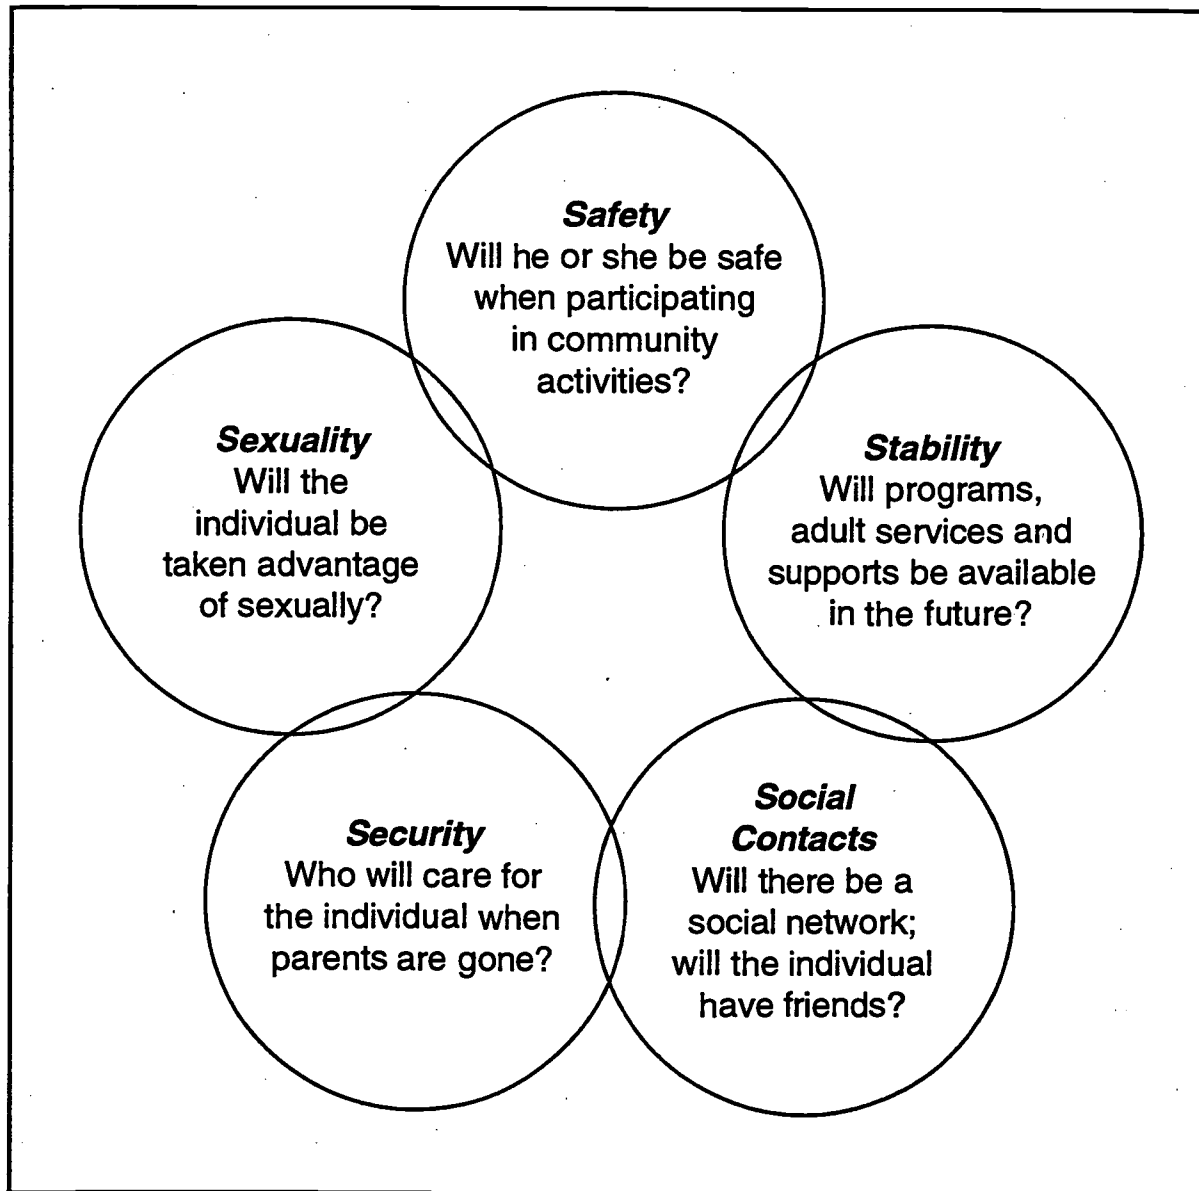 Safety
Will he or she be safe
when participating
in community
activities?
Sexuality
Will the
individual be
taken advantage
of sexually?
Stability
Will programs,
adult services and
supports be available
in the future?
Security
Who will care for
the individual when
parents are gone?
Social
Contacts
Will there be a
social network;
will the individual
have friends?